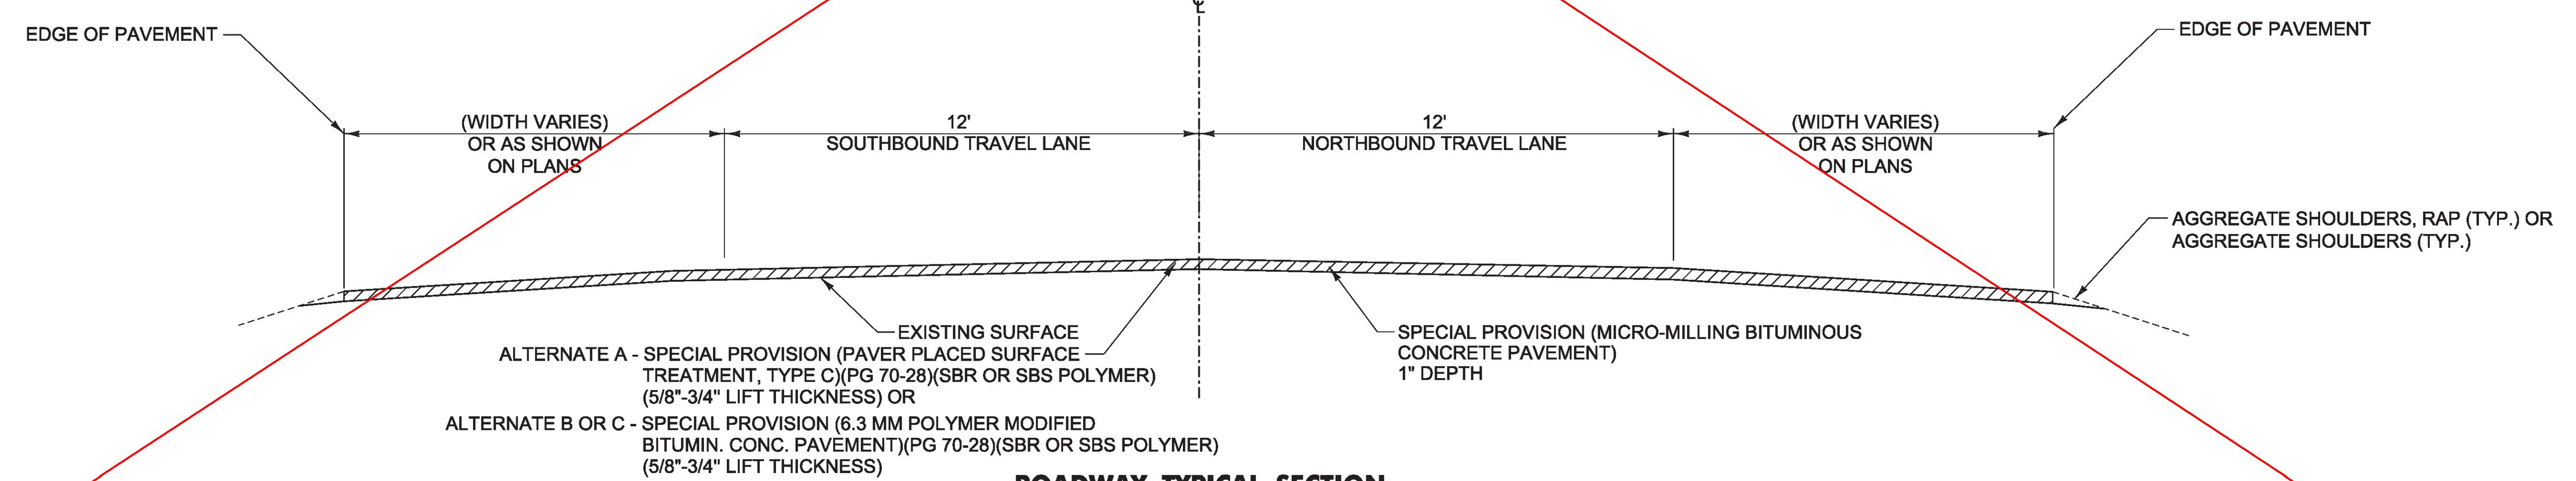 ℄
EDGE OF PAVEMENT
EDGE OF PAVEMENT
(WIDTH VARIES)
OR AS SHOWN
ON PLANS
12'
SOUTHBOUND TRAVEL LANE
12'
NORTHBOUND TRAVEL LANE
(WIDTH VARIES)
OR AS SHOWN
ON PLANS
AGGREGATE SHOULDERS, RAP (TYP.) OR
AGGREGATE SHOULDERS (TYP.)
EXISTING SURFACE
ALTERNATE A - SPECIAL PROVISION (PAVER PLACED SURFACE
TREATMENT, TYPE C)(PG 70-28)(SBR OR SBS POLYMER)
(5/8"-3/4" LIFT THICKNESS) OR
ALTERNATE B OR C - SPECIAL PROVISION (6.3 MM POLYMER MODIFIED
BITUMIN. CONC. PAVEMENT)(PG 70-28)(SBR OR SBS POLYMER)
(5/8"-3/4" LIFT THICKNESS)
SPECIAL PROVISION (MICRO-MILLING BITUMINOUS
CONCRETE PAVEMENT)
1" DEPTH
ROADWAY TYPICAL SECTION